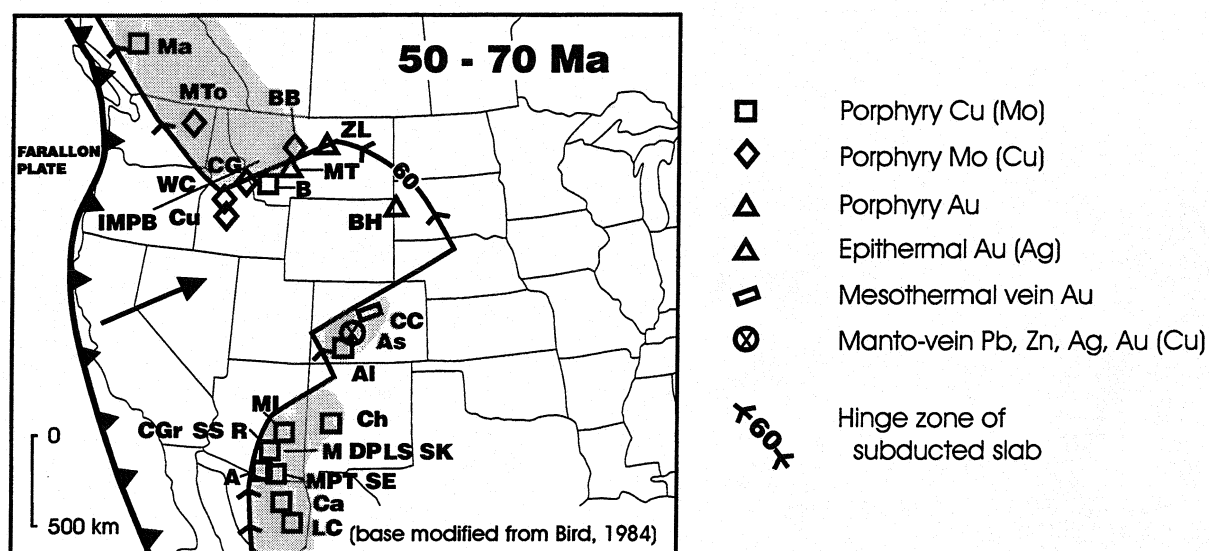 50 - 70 Ma
Ma
MTo
BB
ZL
FARALLON
PLATE
CG
MT
WC
B
60
IMPB
Cu
BH
CC
As
Al
MI
Ch
CGr SS R
M DPLS SK
A
MPT SE
Ca
LC
0
500 km
(base modified from Bird, 1984)
Porphyry Cu (Mo)
Porphyry Mo (Cu)
Porphyry Au
Epithermal Au (Ag)
Mesothermal vein Au
Manto-vein Pb, Zn, Ag, Au (Cu)
60
Hinge zone of
subducted slab